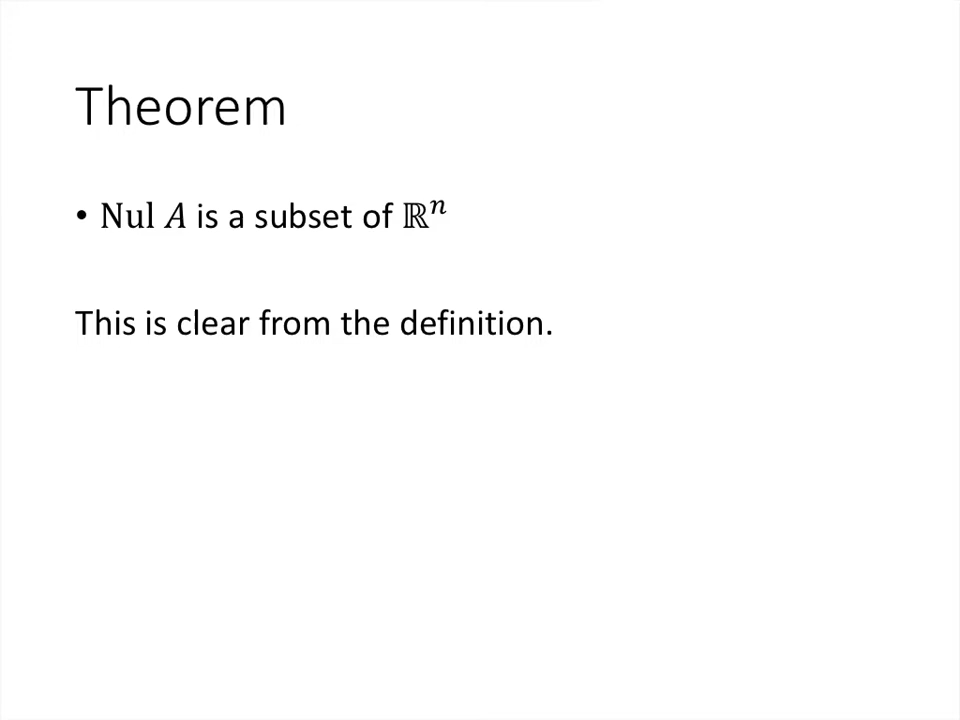 Theorem
• Nul A is a subset of ℝⁿ
This is clear from the definition.